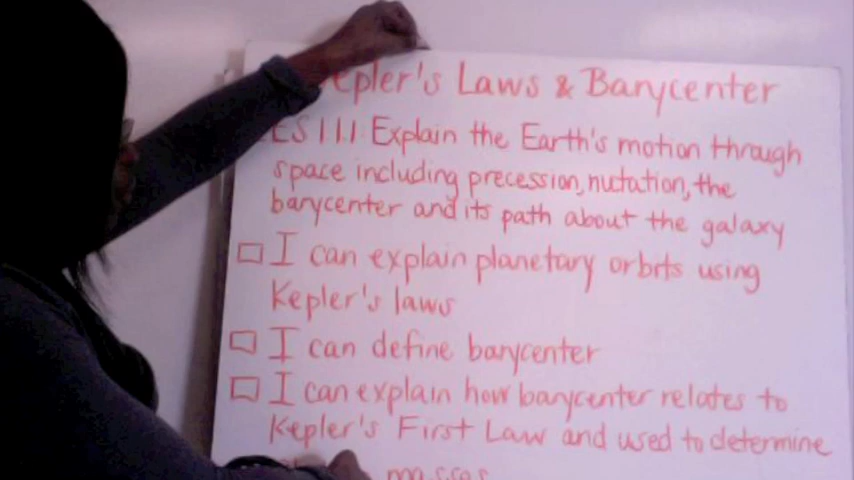 Kepler's Laws & Barycenter
ES 1.1.1 Explain the Earth's motion through
space including precession, nutation, the
barycenter and its path about the galaxy
I can explain planetary orbits using
Kepler's laws
I can define barycenter
I can explain how barycenter relates to
Kepler's First Law and used to determine
masses